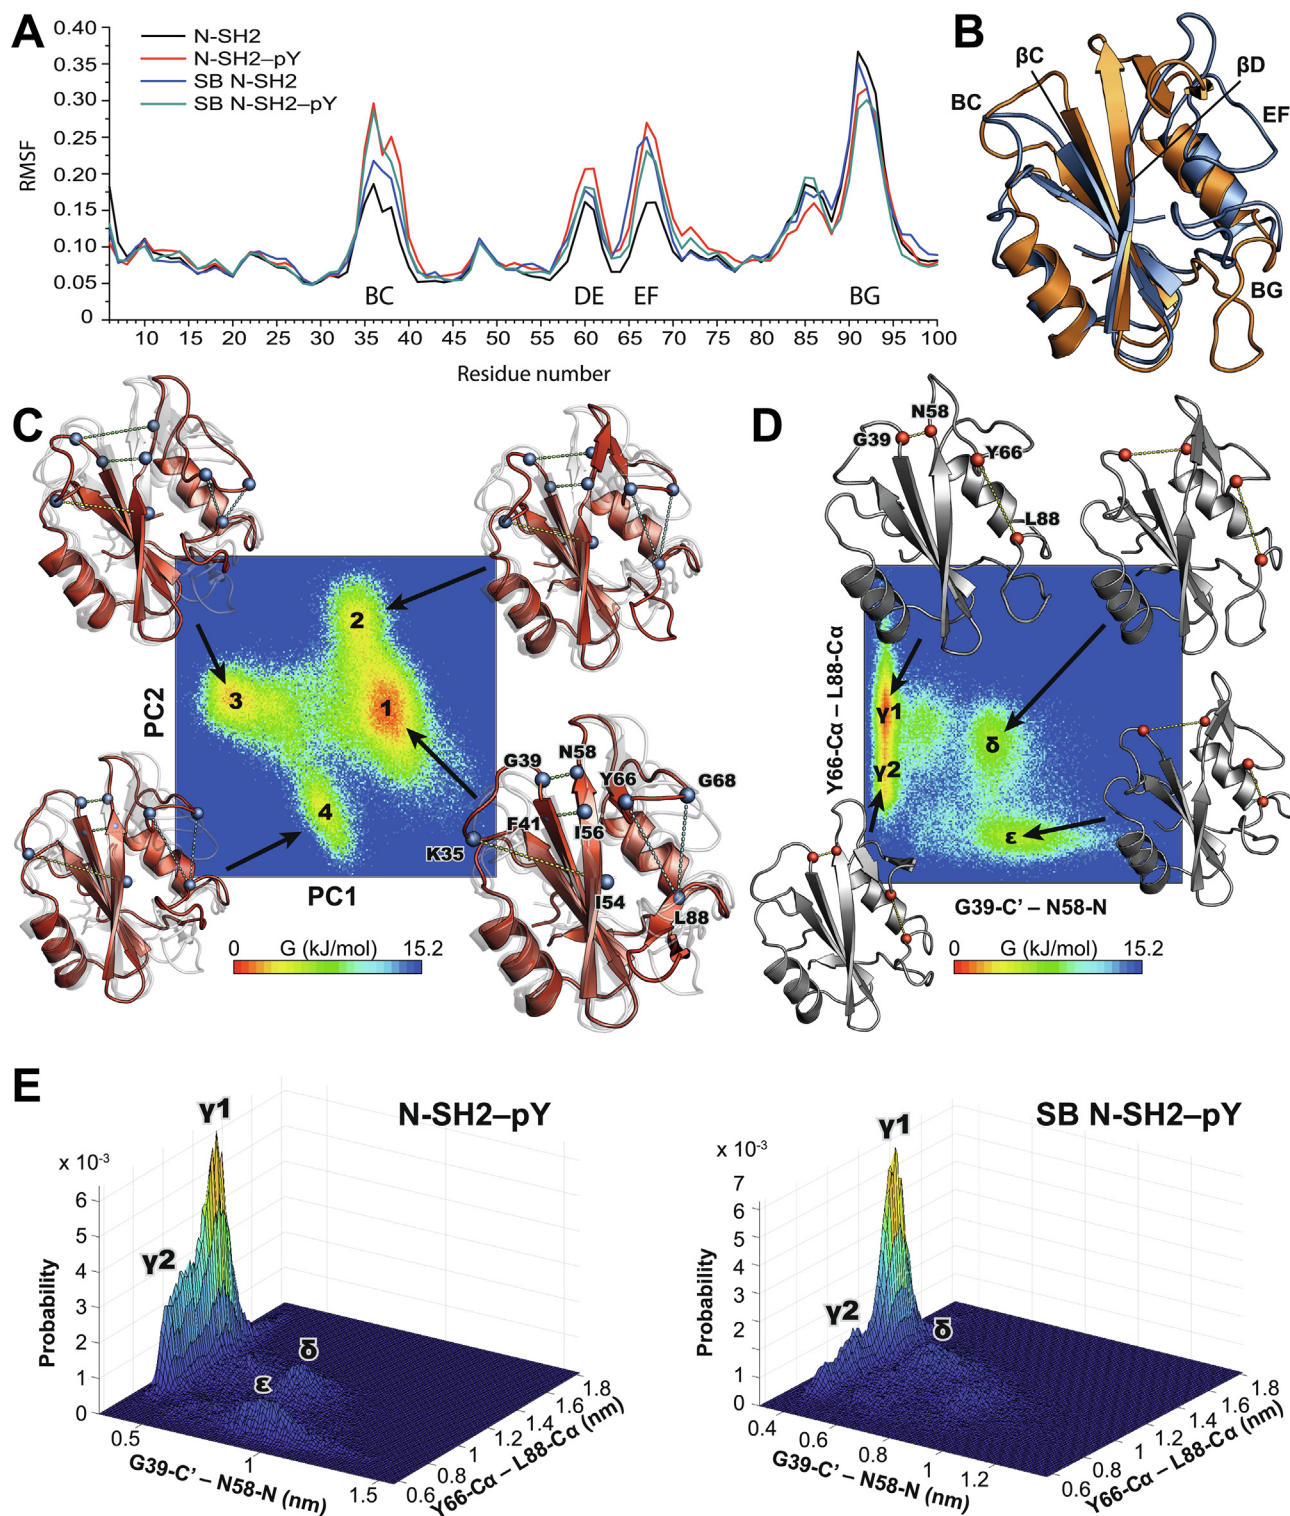 A
0.40
0.35
0.30
0.25
0.20
0.15
0.10
0.05
0
RMSF
N-SH2
N-SH2–pY
SB N-SH2
SB N-SH2–pY
BC
DE
EF
BG
10 15 20 25 30 35 40 45 50 55 60 65 70 75 80 85 90 95 100
Residue number
B
βC
βD
BC
EF
BG
C
PC2
2
3
1
4
PC1
0 G (kJ/mol) 15.2
G39
N58
Y66
G68
F41
I56
K35
I54
L88
D
N58
G39
Y66
L88
Y66-Cα – L88-Cα
γ1
γ2
δ
ε
G39-C’ – N58-N
0 G (kJ/mol) 15.2
E
N-SH2–pY
γ1
x 10-3
γ2
δ
ε
6
5
4
3
2
1
0
Probability
0.5
1
1.5
G39-C’ – N58-N (nm)
0.6
0.8
1
1.2
1.4
1.6
1.8
Y66-Cα – L88-Cα (nm)
SB N-SH2–pY
γ1
x 10-3
γ2
δ
7
6
5
4
3
2
1
0
Probability
0.4
0.6
0.8
1
1.2
G39-C’ – N58-N (nm)
0.6
0.8
1
1.2
1.4
1.6
1.8
Y66-Cα – L88-Cα (nm)